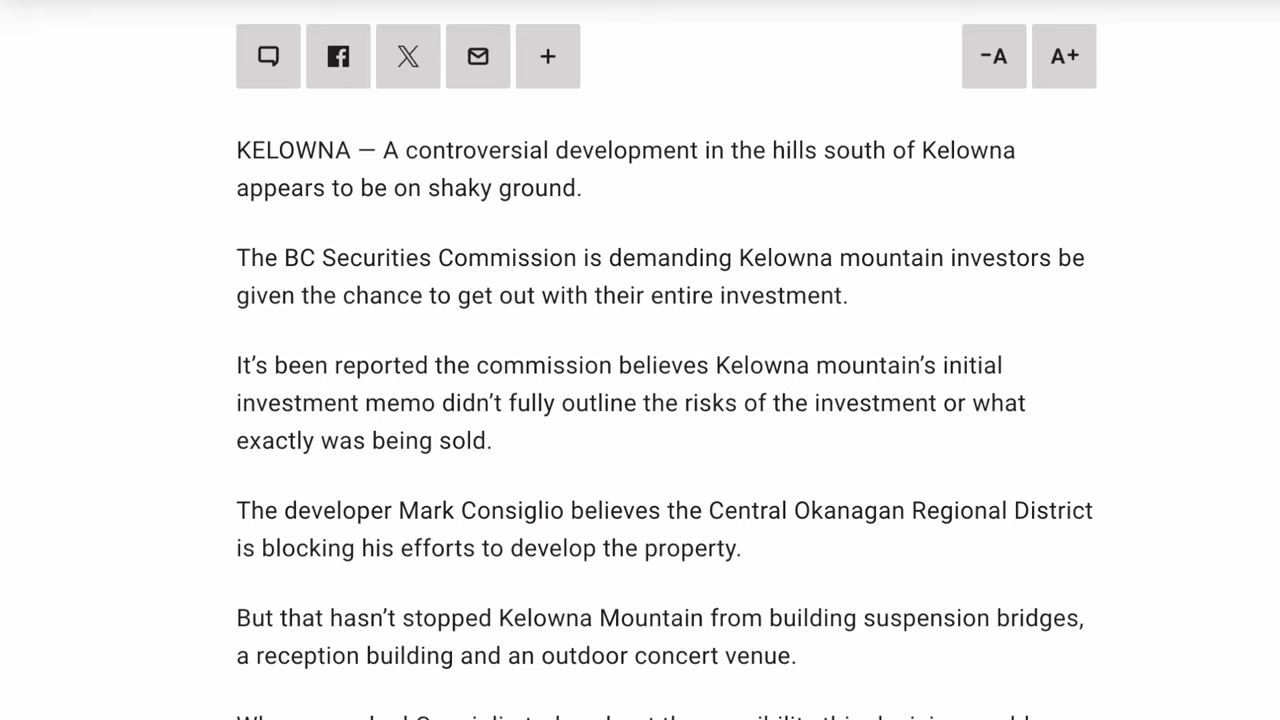 -A A+
KELOWNA — A controversial development in the hills south of Kelowna
appears to be on shaky ground.
The BC Securities Commission is demanding Kelowna mountain investors be
given the chance to get out with their entire investment.
It’s been reported the commission believes Kelowna mountain’s initial
investment memo didn’t fully outline the risks of the investment or what
exactly was being sold.
The developer Mark Consiglio believes the Central Okanagan Regional District
is blocking his efforts to develop the property.
But that hasn’t stopped Kelowna Mountain from building suspension bridges,
a reception building and an outdoor concert venue.